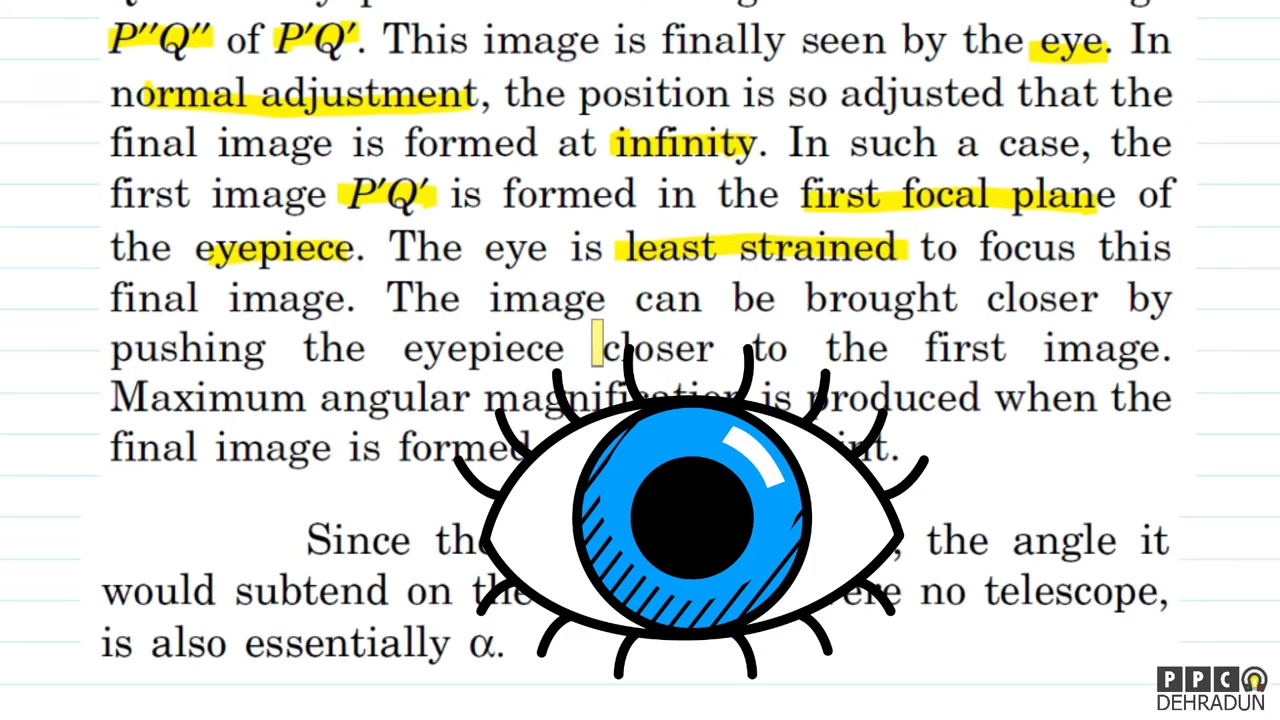 P″Q″ of P′Q′. This image is finally seen by the eye. In
normal adjustment, the position is so adjusted that the
final image is formed at infinity. In such a case, the
first image P′Q′ is formed in the first focal plane of
the eyepiece. The eye is least strained to focus this
final image. The image can be brought closer by
pushing the eyepiece closer to the first image.
Maximum angular magnification is produced when the
final image is formed
Since the, the angle it
would subtend on the no telescope,
is also essentially α.
PPC
DEHRADUN